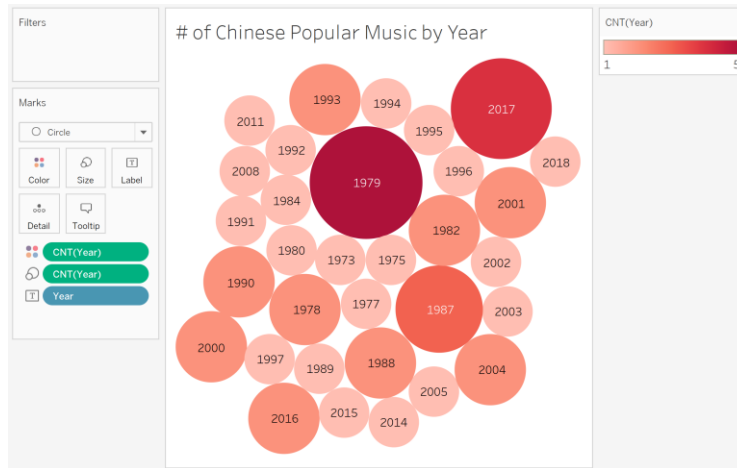 Filters
Marks
Circle
Color
Size
Label
Detail
Tooltip
CNT(Year)
CNT(Year)
Year
# of Chinese Popular Music by Year
1993
1994
2017
2011
1995
1992
2018
2008
1979
1996
1984
2001
1991
1982
1980
1973
1975
2002
1990
1978
1977
1987
2003
2000
1997
1989
1988
2004
2005
2016
2015
2014
CNT(Year)
1 5